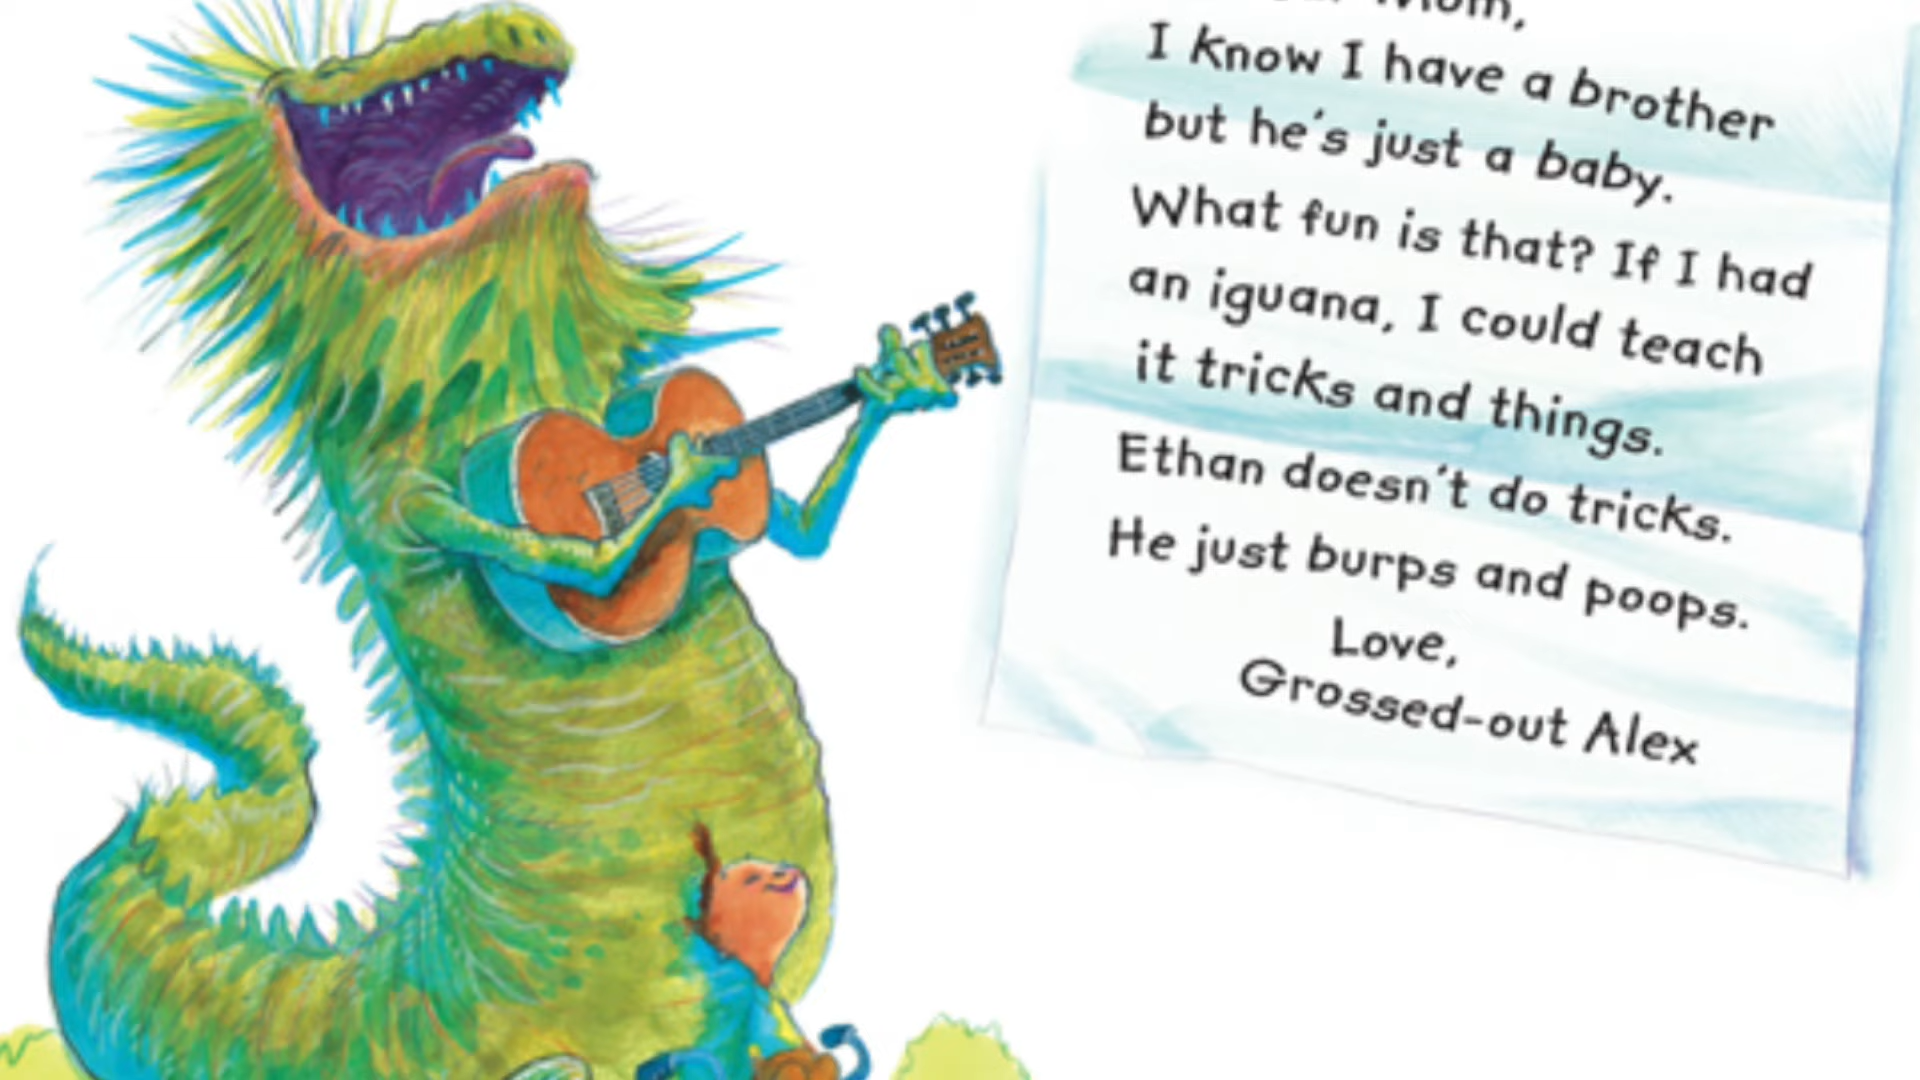 Mom,
I know I have a brother
but he's just a baby.
What fun is that? If I had
an iguana, I could teach
it tricks and things.
Ethan doesn't do tricks.
He just burps and poops.
Love,
Grossed-out Alex